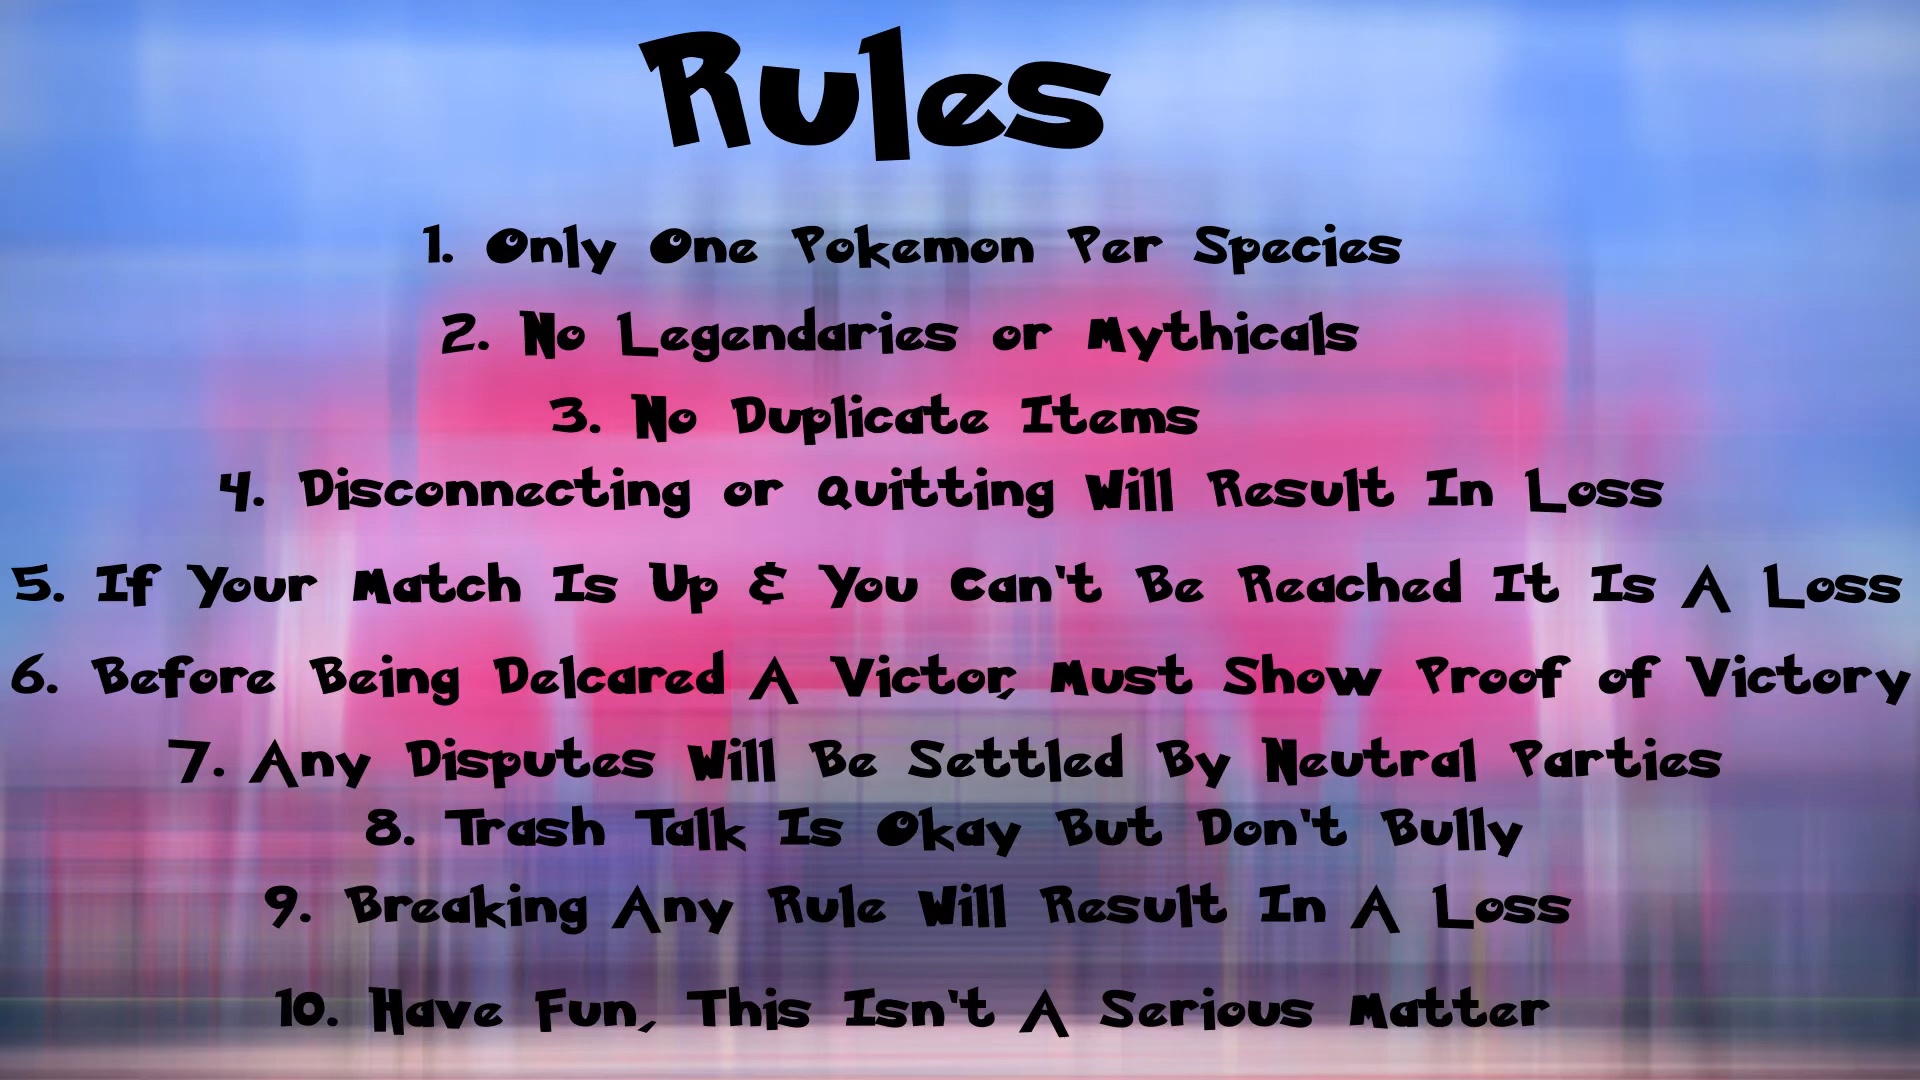 Rules
1. Only One Pokemon Per Species
2. No Legendaries or Mythicals
3. No Duplicate Items
4. Disconnecting or Quitting Will Result In Loss
5. If Your Match Is Up & You Can't Be Reached It Is A Loss
6. Before Being Delcared A Victor, Must Show Proof of Victory
7. Any Disputes Will Be Settled By Neutral Parties
8. Trash Talk Is Okay But Don't Bully
9. Breaking Any Rule Will Result In A Loss
10. Have Fun, This Isn't A Serious Matter